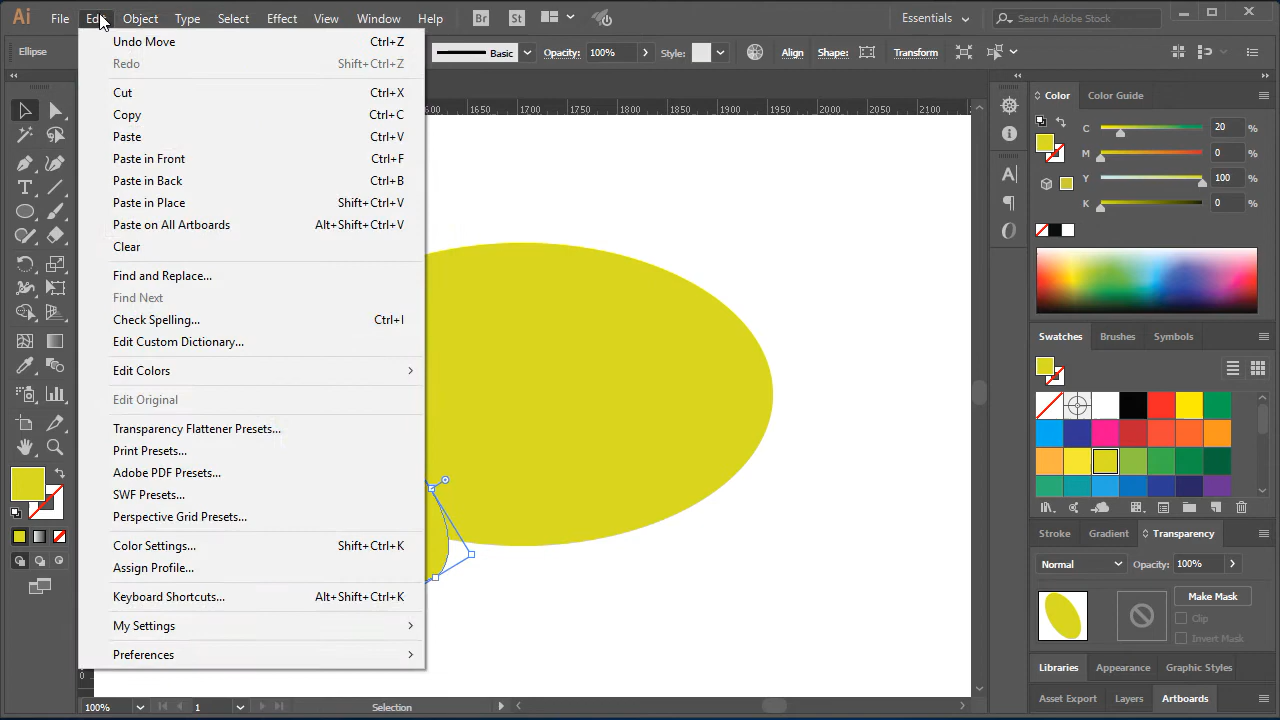 Ai File Edit Object Type Select Effect View Window Help Br St Essentials Search Adobe Stock
Ellipse Basic Opacity: 100% Style: Align Shape: Transform
Undo Move Ctrl+Z
Redo Shift+Ctrl+Z
Cut Ctrl+X
Copy Ctrl+C
Paste Ctrl+V
Paste in Front Ctrl+F
Paste in Back Ctrl+B
Paste in Place Shift+Ctrl+V
Paste on All Artboards Alt+Shift+Ctrl+V
Clear
Find and Replace...
Find Next
Check Spelling... Ctrl+I
Edit Custom Dictionary...
Edit Colors
Edit Original
Transparency Flattener Presets...
Print Presets...
Adobe PDF Presets...
SWF Presets...
Perspective Grid Presets...
Color Settings... Shift+Ctrl+K
Assign Profile...
Keyboard Shortcuts... Alt+Shift+Ctrl+K
My Settings
Preferences
1650 1700 1750 1800 1850 1900 1950 2000 2050 2100
Color Color Guide
C 20 %
M 0 %
Y 100 %
K 0 %
Swatches Brushes Symbols
Stroke Gradient Transparency
Normal Opacity: 100%
Make Mask
Clip
Invert Mask
Libraries Appearance Graphic Styles
Asset Export Layers Artboards
100% 1 Selection